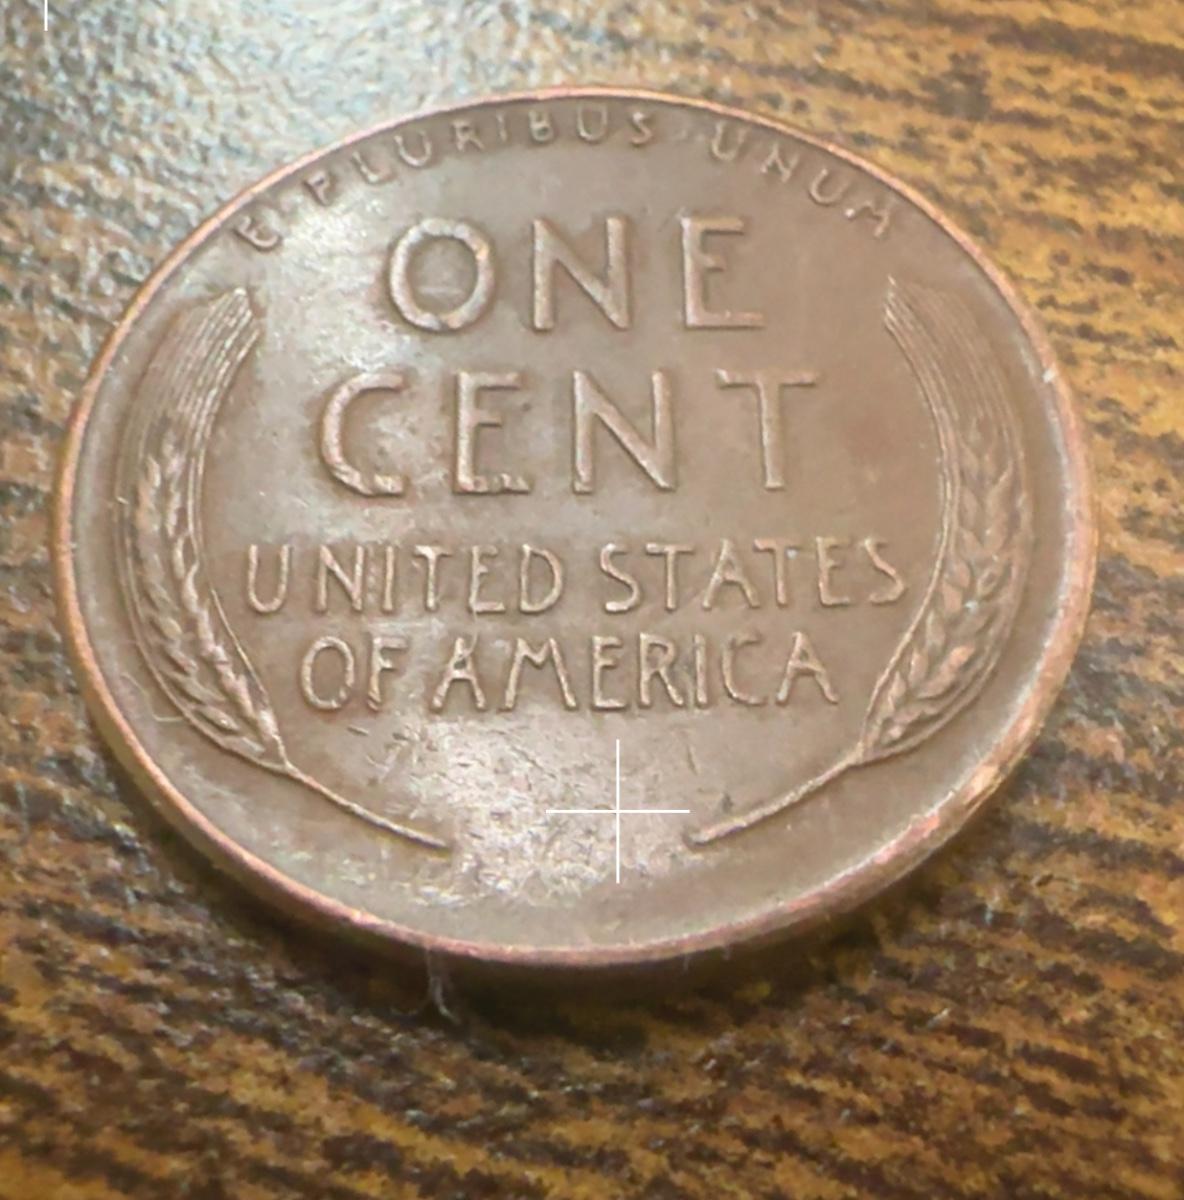 E PLURIBUS UNUM
ONE
CENT
UNITED STATES
OF AMERICA